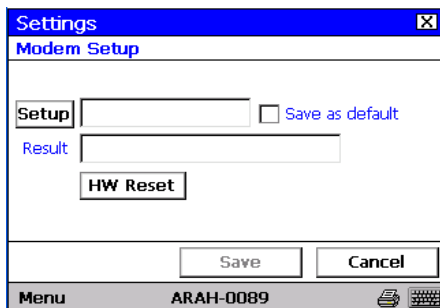 Settings X
Modem Setup
Setup Save as default
Result
HW Reset
Save Cancel
Menu ARAH-0089